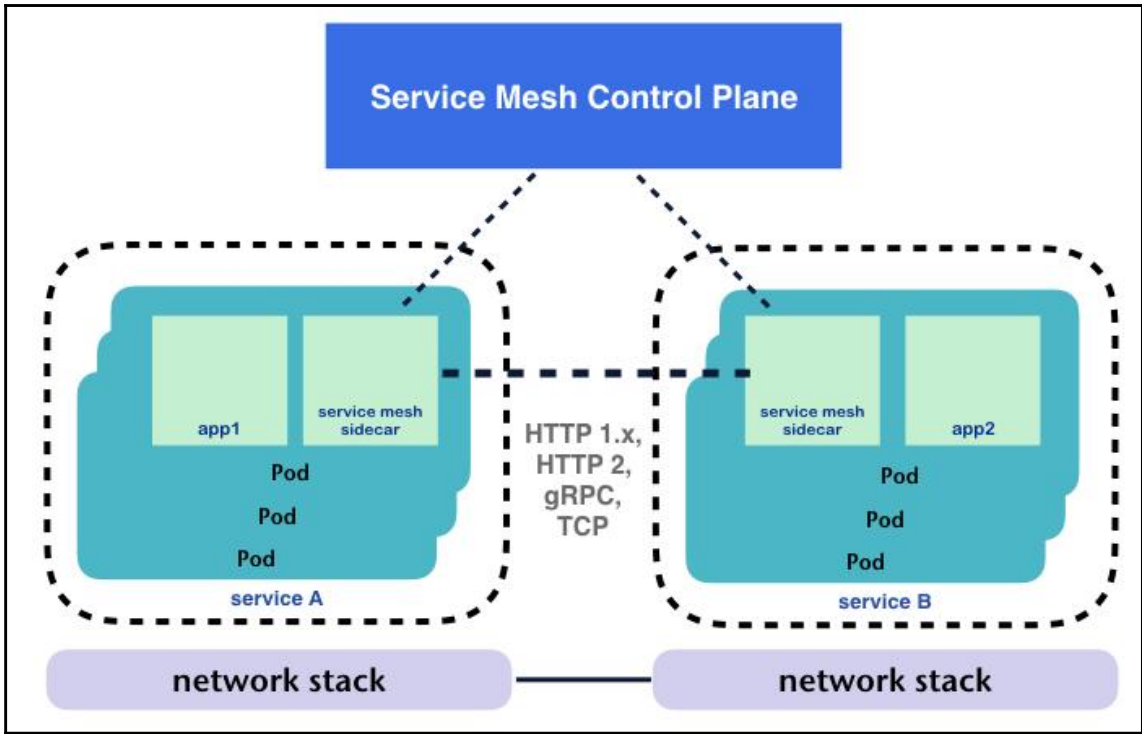 Service Mesh Control Plane
app1
service mesh
sidecar
Pod
Pod
Pod
service A
HTTP 1.x,
HTTP 2,
gRPC,
TCP
service mesh
sidecar
app2
Pod
Pod
Pod
service B
network stack
network stack